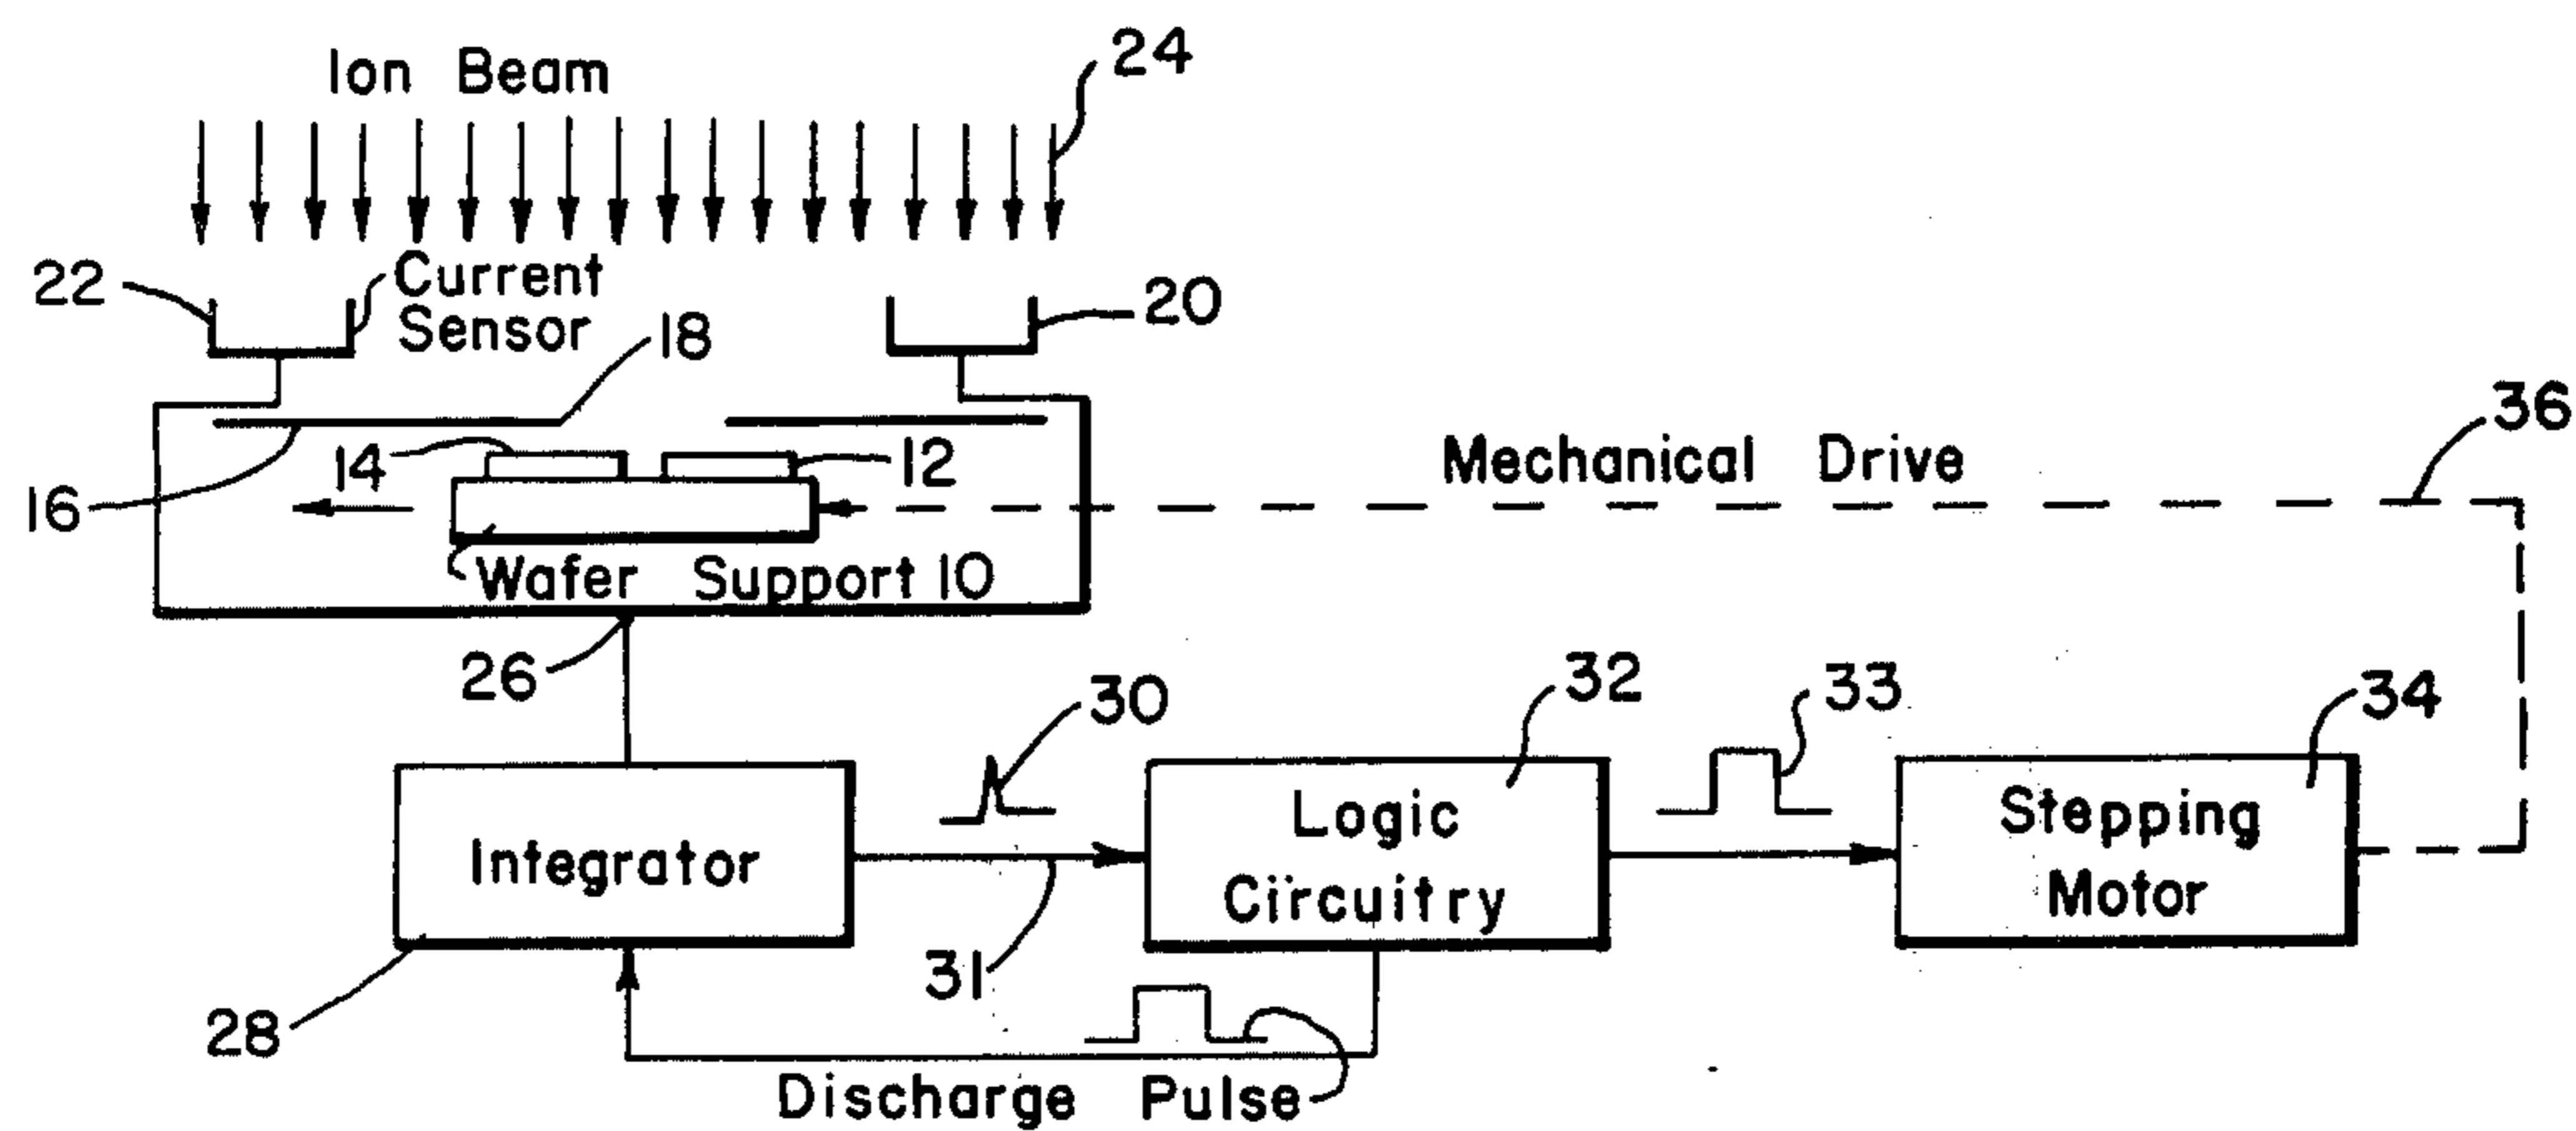 Ion Beam
24
22
Current
Sensor
20
18
36
14
12
Mechanical Drive
16
Wafer Support 10
26
30
32
33
34
Integrator
Logic
Circuitry
Stepping
Motor
31
28
Discharge Pulse